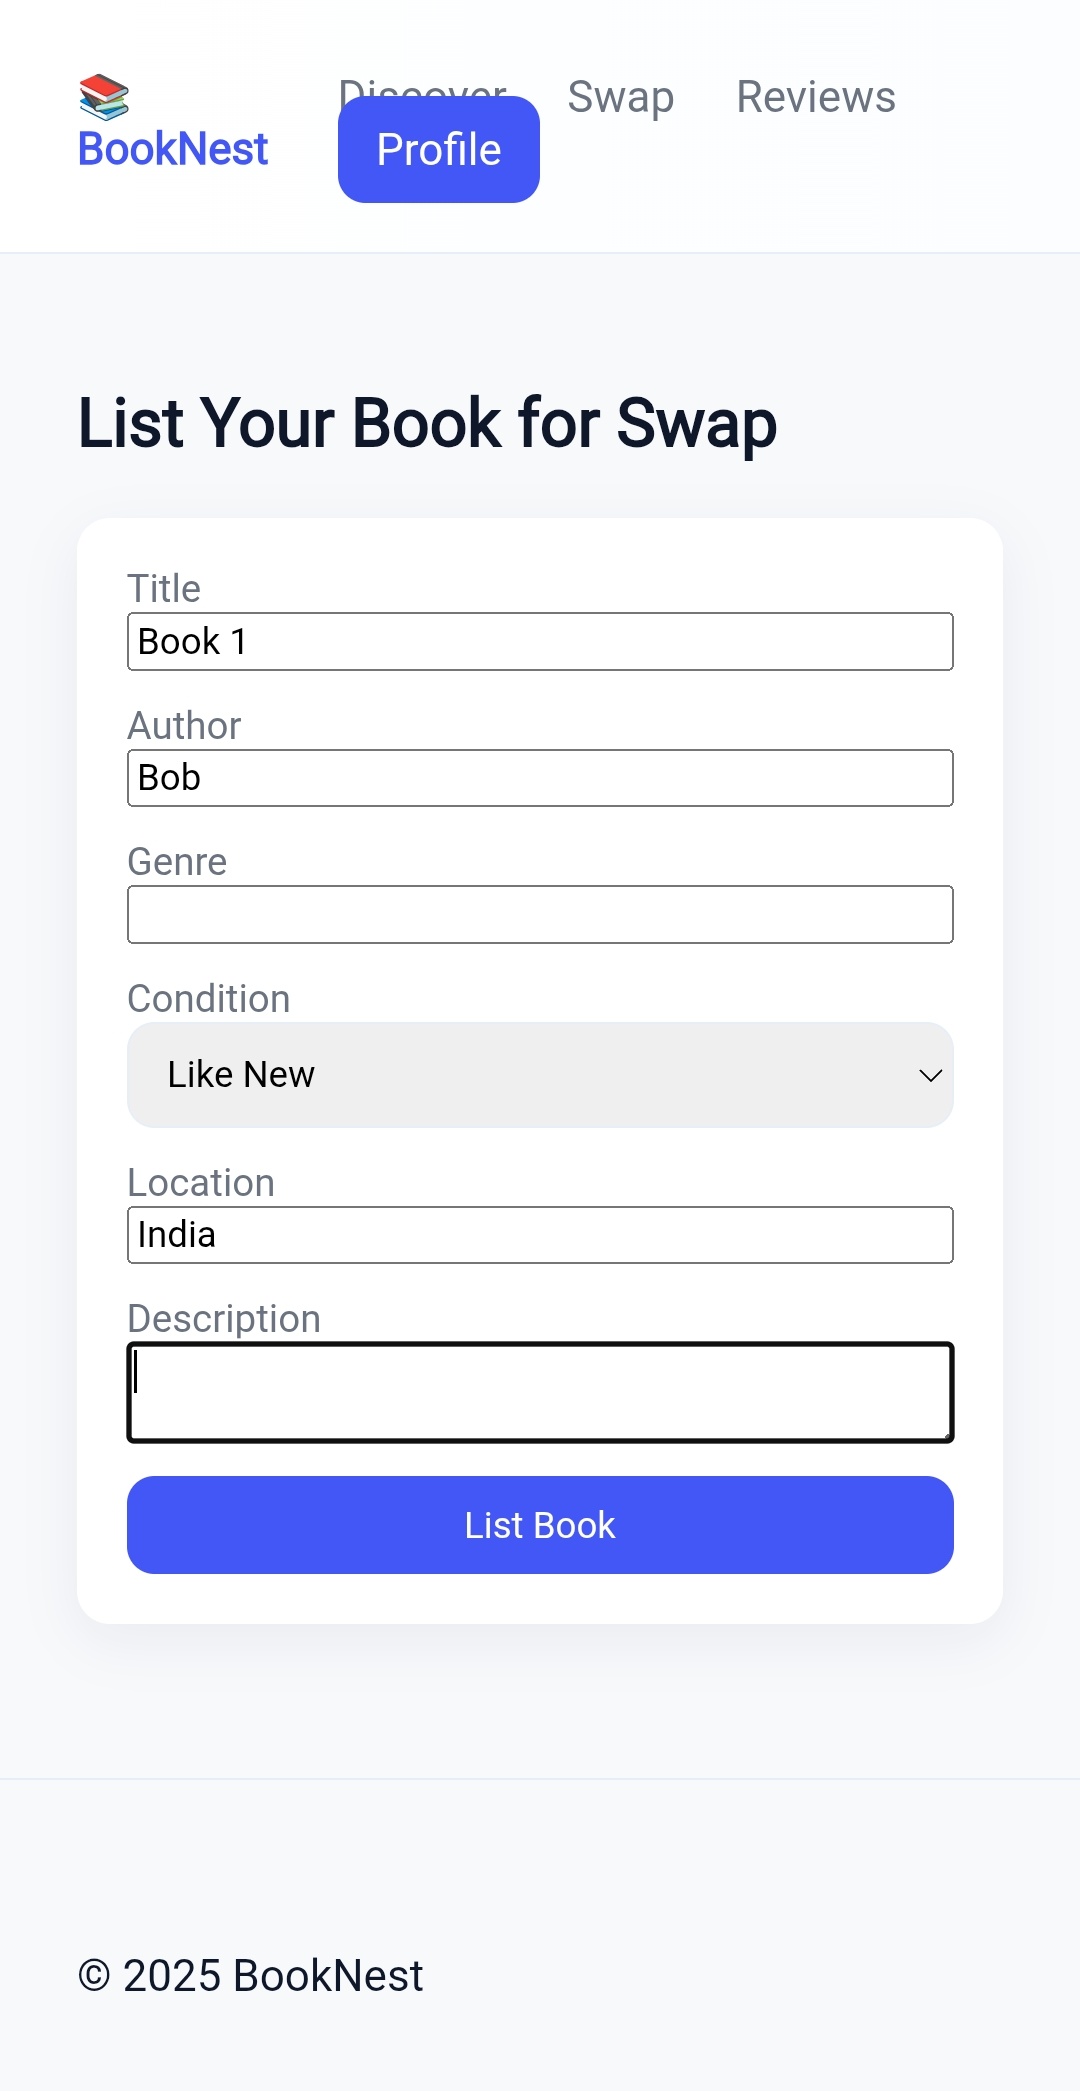 Discover Swap Reviews
BookNest
Profile
List Your Book for Swap
Title
Book 1
Author
Bob
Genre
Condition
Like New
Location
India
Description
List Book
© 2025 BookNest